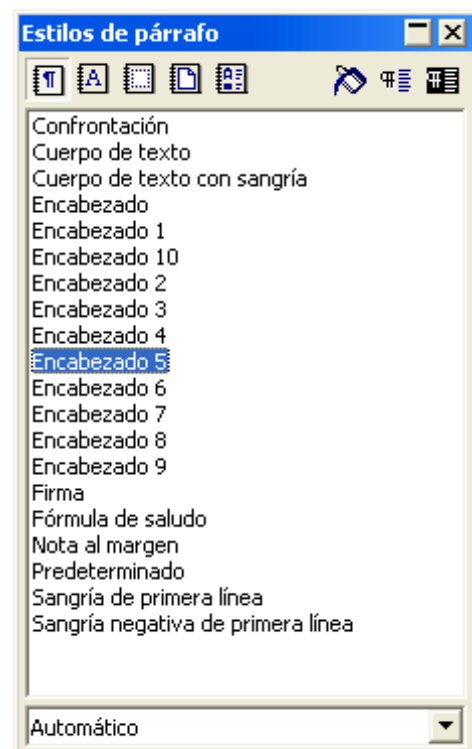 Estilos de párrafo
Confrontación
Cuerpo de texto
Cuerpo de texto con sangría
Encabezado
Encabezado 1
Encabezado 10
Encabezado 2
Encabezado 3
Encabezado 4
Encabezado 5
Encabezado 6
Encabezado 7
Encabezado 8
Encabezado 9
Firma
Fórmula de saludo
Nota al margen
Predeterminado
Sangría de primera línea
Sangría negativa de primera línea
Automático